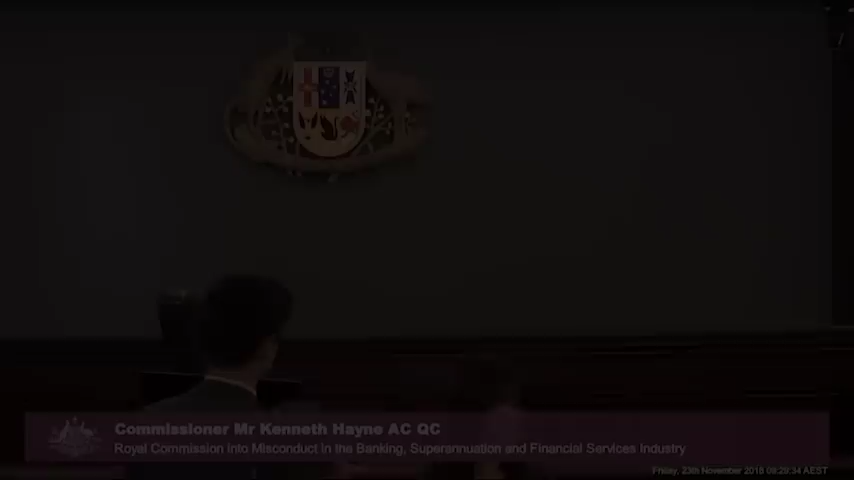 Commissioner Mr Kenneth Hayne AC QC
Royal Commission into Misconduct in the Banking, Superannuation and Financial Services Industry
Friday, 23th November 2018 09:29:34 AEST